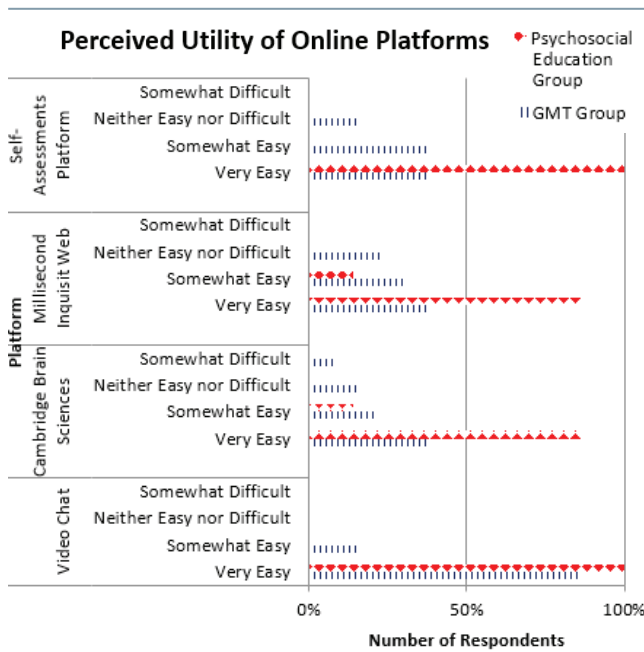 Perceived Utility of Online Platforms
Psychosocial
Education
Group
GMT Group
Platform
Self-
Assessments
Platform
Somewhat Difficult
Neither Easy nor Difficult
Somewhat Easy
Very Easy
Millisecond
Inquisit Web
Somewhat Difficult
Neither Easy nor Difficult
Somewhat Easy
Very Easy
Cambridge Brain
Sciences
Somewhat Difficult
Neither Easy nor Difficult
Somewhat Easy
Very Easy
Video Chat
Somewhat Difficult
Neither Easy nor Difficult
Somewhat Easy
Very Easy
0% 50% 100%
Number of Respondents